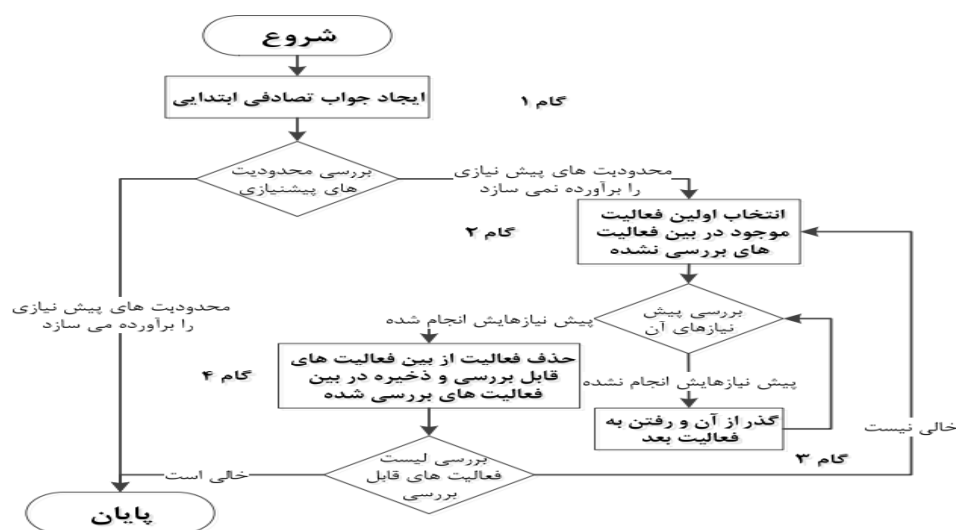 شروع
ایجاد جواب تصادفی ابتدایی
گام ۱
بررسی محدودیت
های پیشنیازی
محدودیت های پیش نیازی
را برآورده نمی سازد
انتخاب اولین فعالیت
موجود در بین فعالیت
های بررسی نشده
گام ۲
محدودیت های پیش نیازی
را برآورده می سازد
بررسی پیش
نیازهای آن
پیش نیازهایش انجام شده
حذف فعالیت از بین فعالیت های
قابل بررسی و ذخیره در بین
فعالیت های بررسی شده
گام ۴
پیش نیازهایش انجام نشده
گذر از آن و رفتن به
فعالیت بعد
گام ۳
خالی نیست
بررسی لیست
فعالیت های قابل
بررسی
خالی است
پایان